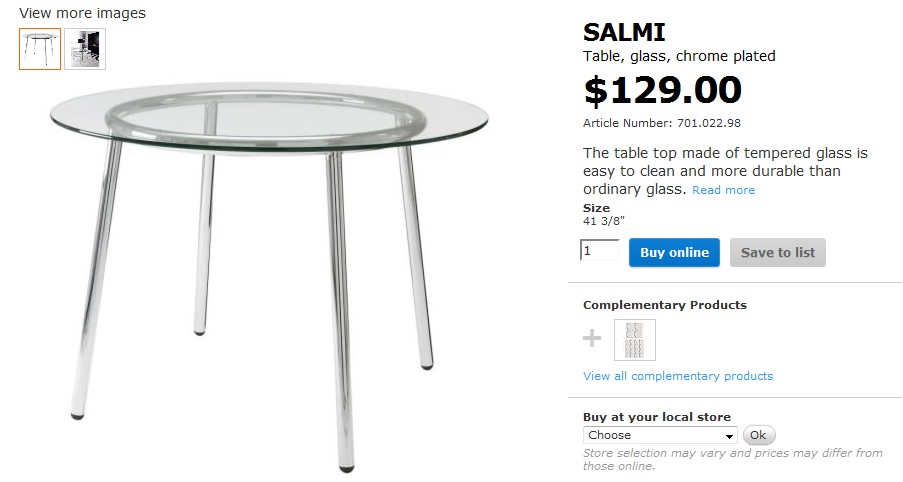 View more images
SALMI
Table, glass, chrome plated
$129.00
Article Number: 701.022.98
The table top made of tempered glass is
easy to clean and more durable than
ordinary glass. Read more
Size
41 3/8"
1
Buy online
Save to list
Complementary Products
+
View all complementary products
Buy at your local store
Choose
Ok
Store selection may vary and prices may differ from
those online.